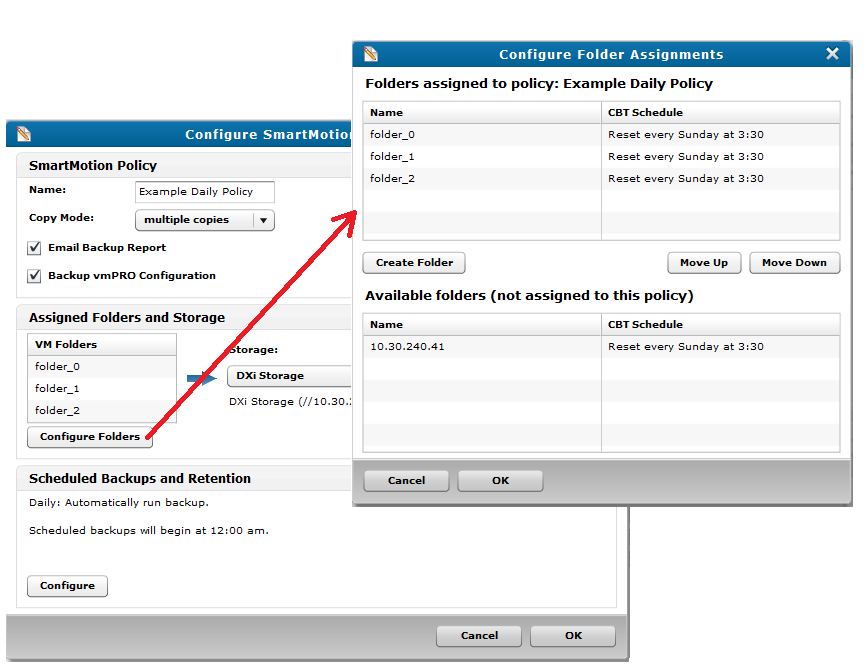 Configure Folder Assignments
Folders assigned to policy: Example Daily Policy
Name CBT Schedule
folder_0 Reset every Sunday at 3:30
folder_1 Reset every Sunday at 3:30
folder_2 Reset every Sunday at 3:30
Create Folder Move Up Move Down
Available folders (not assigned to this policy)
Name CBT Schedule
10.30.240.41 Reset every Sunday at 3:30
Cancel OK
Configure SmartMotion
SmartMotion Policy
Name: Example Daily Policy
Copy Mode: multiple copies
Email Backup Report
Backup vmPRO Configuration
Assigned Folders and Storage
VM Folders
folder_0
folder_1
folder_2
Configure Folders
Storage:
DXi Storage
DXi Storage (//10.30.
Scheduled Backups and Retention
Daily: Automatically run backup.
Scheduled backups will begin at 12:00 am.
Configure
Cancel OK